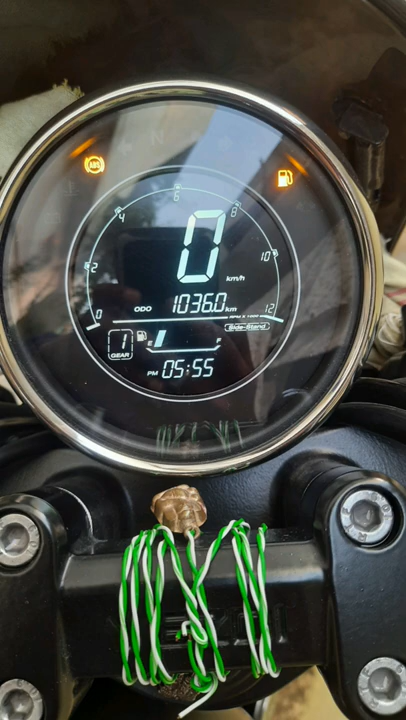 ABS
0 2 4 6 8 10 12
0
km/h
ODO 1036.0 km
RPM x 1000
Side-Stand
1
GEAR
E F
PM 05:55